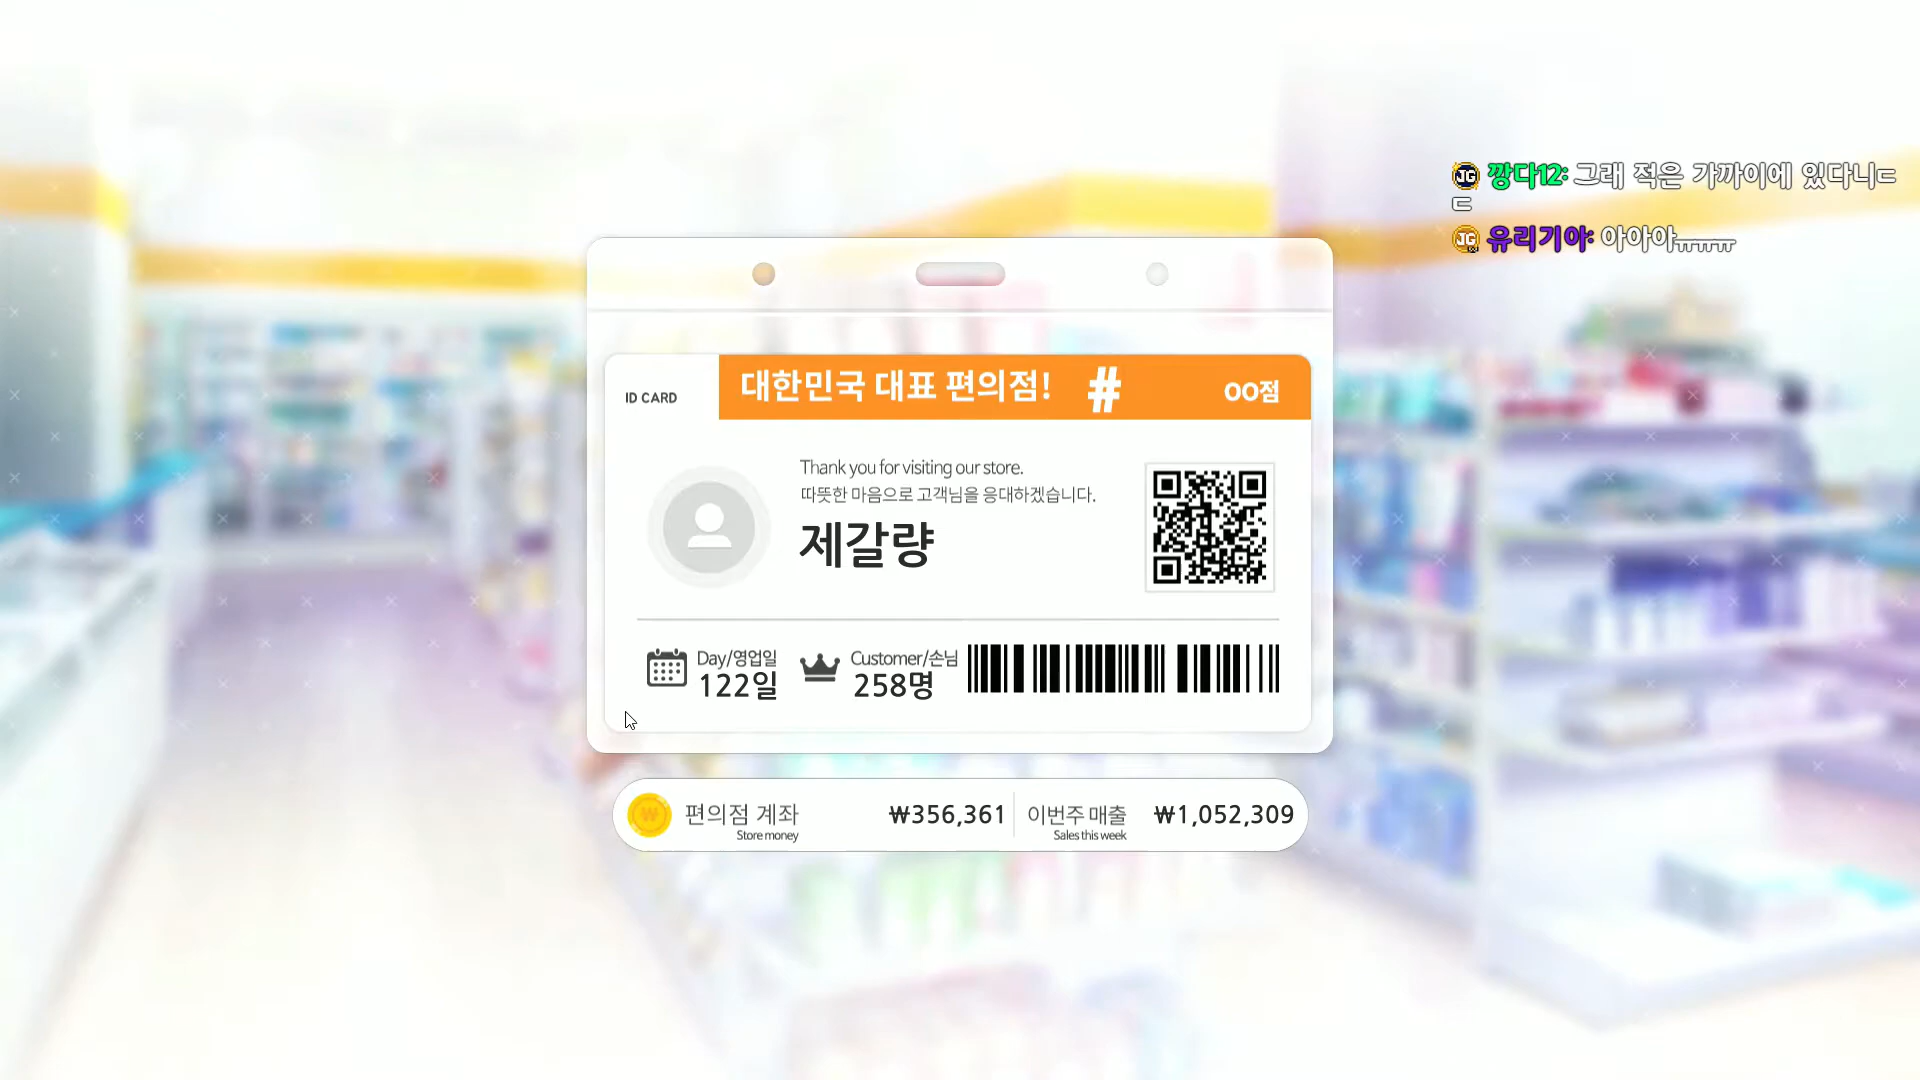 깡다12: 그래 적은 가까이에 있다니ㄷ
ㄷ
유리기야: 아아아ㅠㅠㅠ
ID CARD
대한민국 대표 편의점! #
OO점
Thank you for visiting our store.
따뜻한 마음으로 고객님을 응대하겠습니다.
제갈량
Day/영업일
122일
Customer/손님
258명
편의점 계좌
Store money
₩356,361
이번주 매출
Sales this week
₩1,052,309